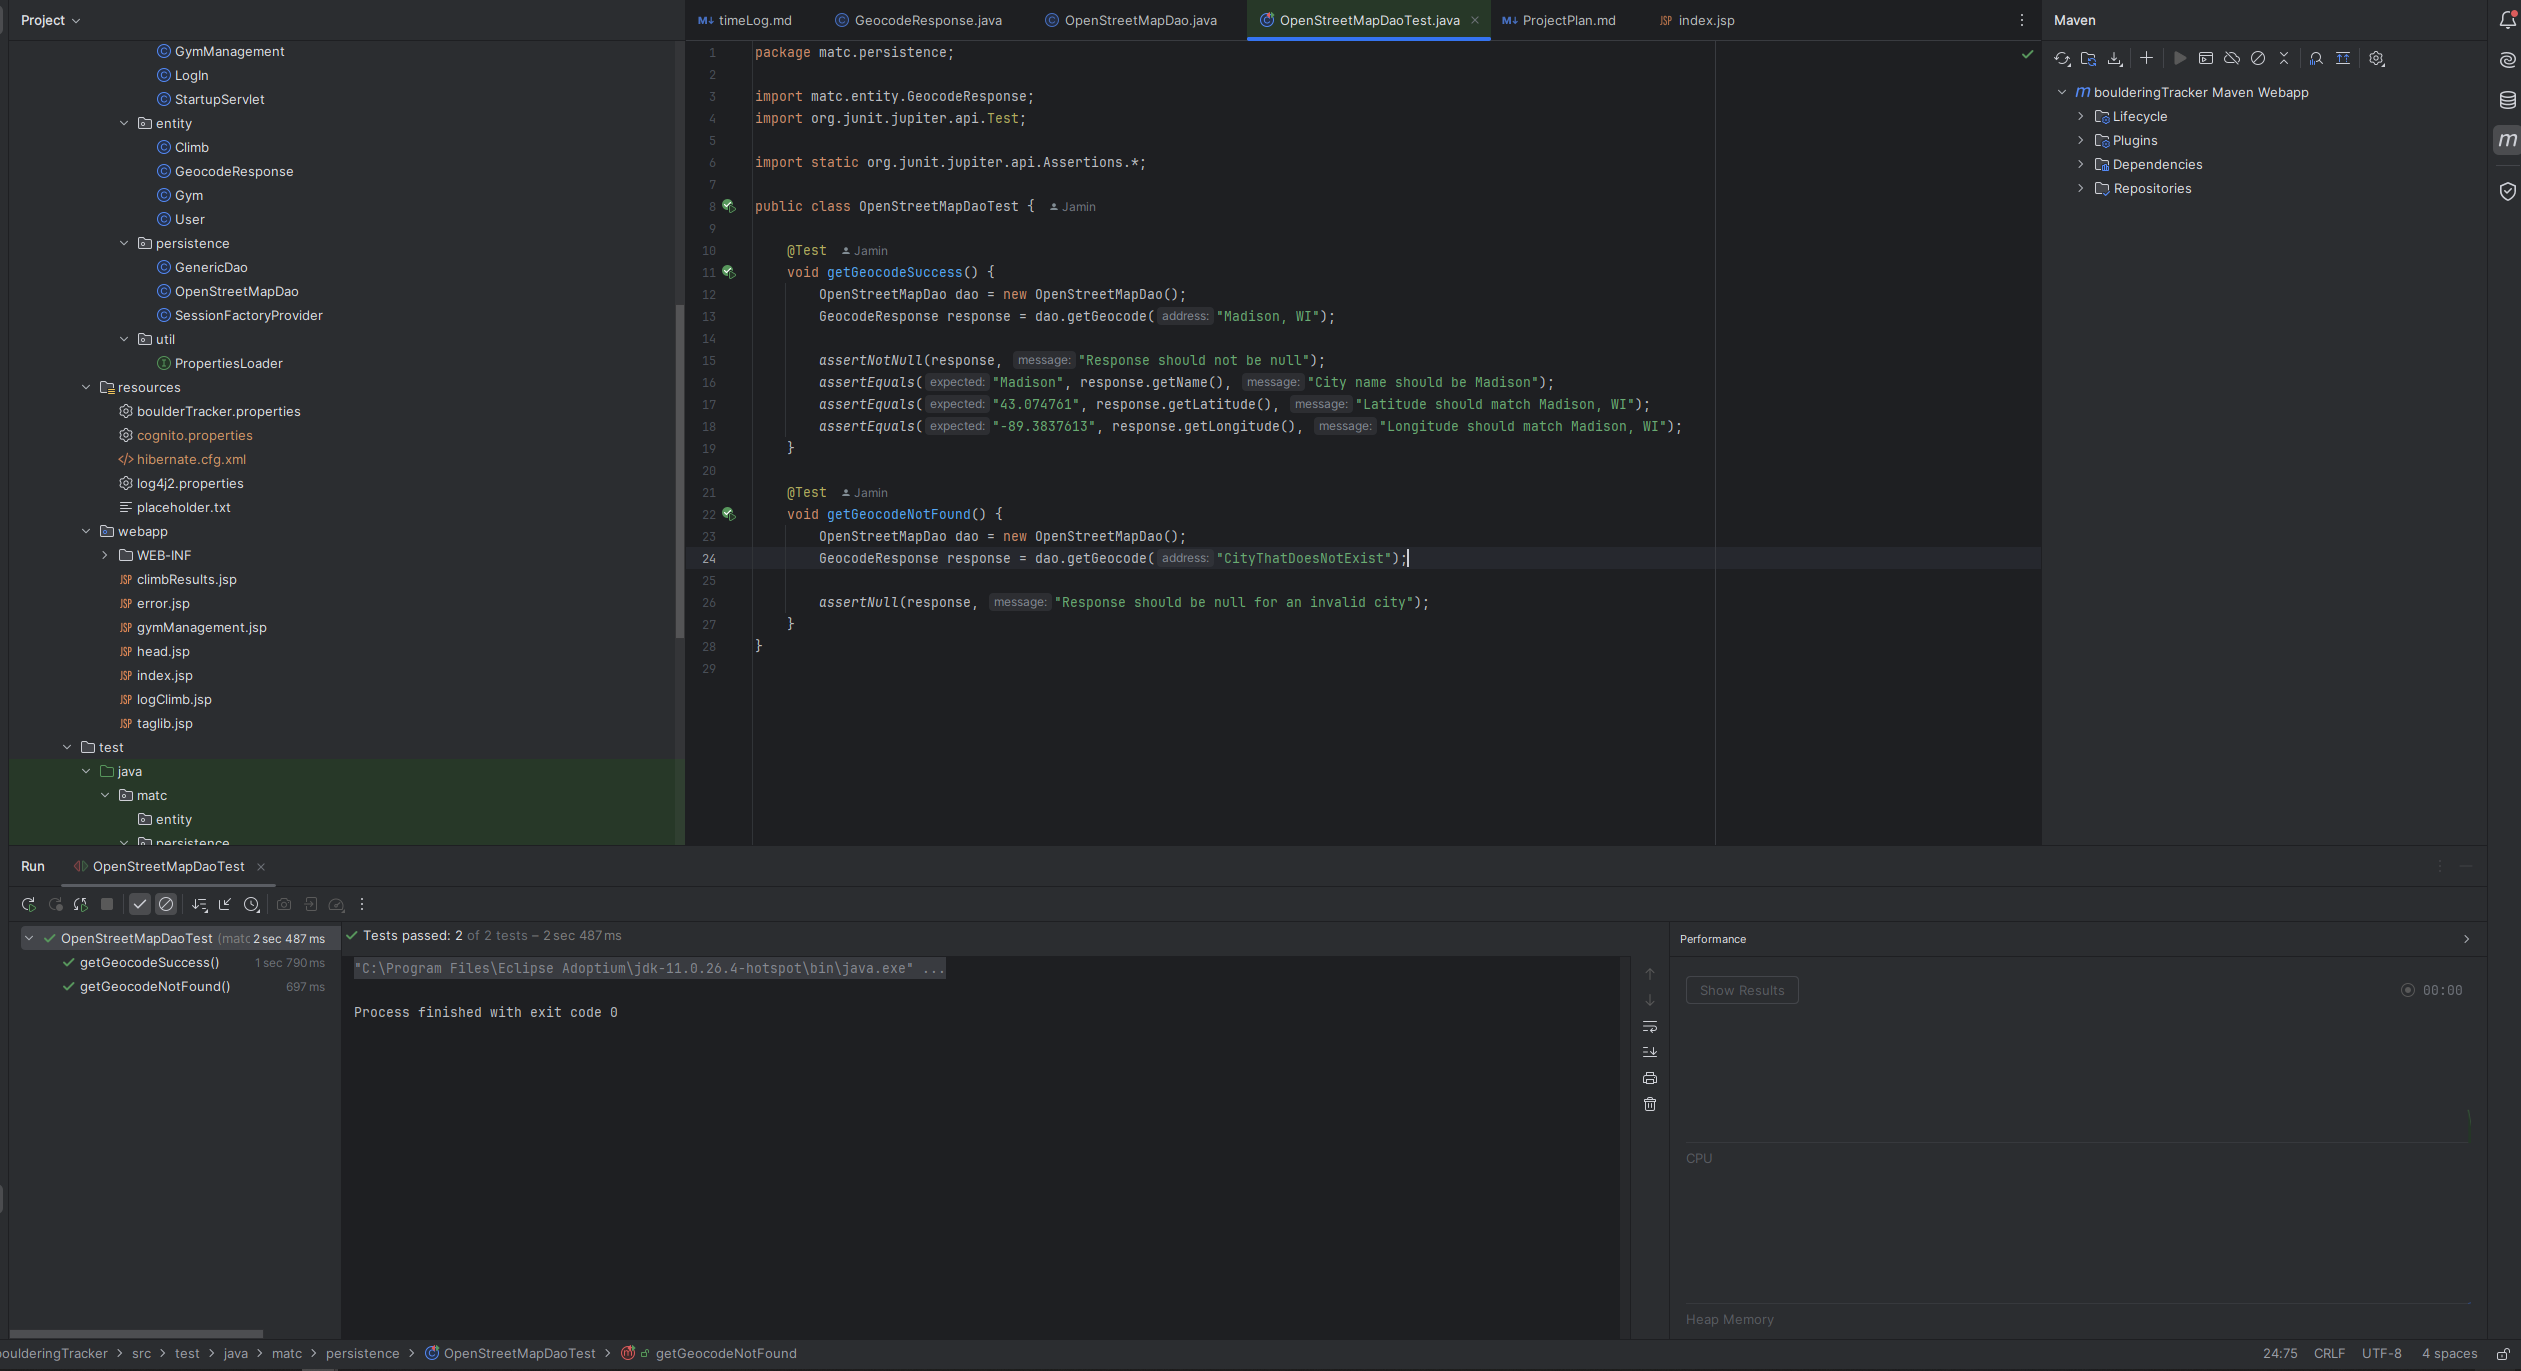 Project
GymManagement
LogIn
StartupServlet
entity
Climb
GeocodeResponse
Gym
User
persistence
GenericDao
OpenStreetMapDao
SessionFactoryProvider
util
PropertiesLoader
resources
boulderTracker.properties
cognito.properties
hibernate.cfg.xml
log4j2.properties
placeholder.txt
webapp
WEB-INF
JSP climbResults.jsp
JSP error.jsp
JSP gymManagement.jsp
JSP head.jsp
JSP index.jsp
JSP logClimb.jsp
JSP taglib.jsp
test
java
matc
entity
persistence
M↓ timeLog.md GeocodeResponse.java OpenStreetMapDao.java OpenStreetMapDaoTest.java M↓ ProjectPlan.md JSP index.jsp
1 package matc.persistence;
2
3 import matc.entity.GeocodeResponse;
4 import org.junit.jupiter.api.Test;
5
6 import static org.junit.jupiter.api.Assertions.*;
7
8 public class OpenStreetMapDaoTest { Jamin
9
10 @Test Jamin
11 void getGeocodeSuccess() {
12 OpenStreetMapDao dao = new OpenStreetMapDao();
13 GeocodeResponse response = dao.getGeocode( address: "Madison, WI");
14
15 assertNotNull(response, message: "Response should not be null");
16 assertEquals( expected: "Madison", response.getName(), message: "City name should be Madison");
17 assertEquals( expected: "43.074761", response.getLatitude(), message: "Latitude should match Madison, WI");
18 assertEquals( expected: "-89.3837613", response.getLongitude(), message: "Longitude should match Madison, WI");
19 }
20
21 @Test Jamin
22 void getGeocodeNotFound() {
23 OpenStreetMapDao dao = new OpenStreetMapDao();
24 GeocodeResponse response = dao.getGeocode( address: "CityThatDoesNotExist");
25
26 assertNull(response, message: "Response should be null for an invalid city");
27 }
28 }
29
Maven
m boulderingTracker Maven Webapp
Lifecycle
Plugins
Dependencies
Repositories
m
Run OpenStreetMapDaoTest
OpenStreetMapDaoTest (matc 2 sec 487 ms
getGeocodeSuccess() 1 sec 790 ms
getGeocodeNotFound() 697 ms
Tests passed: 2 of 2 tests – 2 sec 487 ms
"C:\Program Files\Eclipse Adoptium\jdk-11.0.26.4-hotspot\bin\java.exe" ...
Process finished with exit code 0
Performance
Show Results 00:00
CPU
Heap Memory
boulderingTracker > src > test > java > matc > persistence > OpenStreetMapDaoTest > getGeocodeNotFound
24:75 CRLF UTF-8 4 spaces